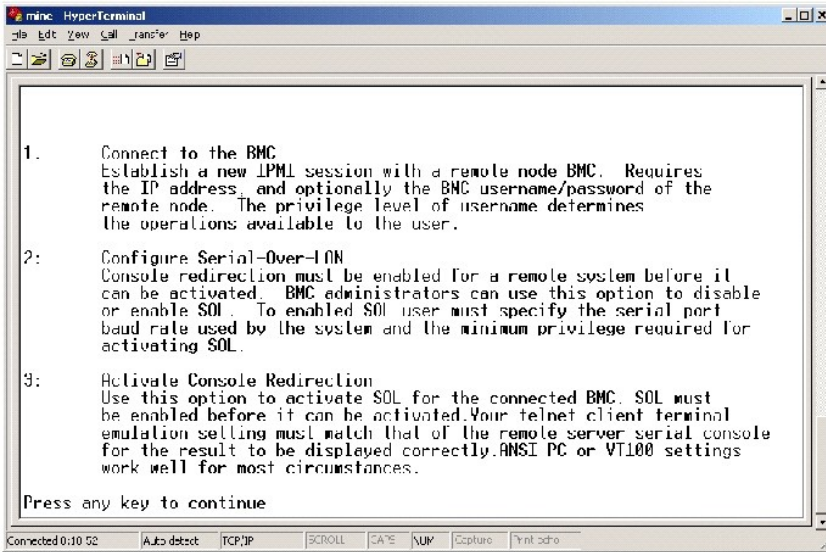 mine HyperTerminal
File Edit View Call Transfer Help
1. Connect to the BMC
Establish a new IPMI session with a remote node BMC. Requires
the IP address, and optionally the BMC username/password of the
remote node. The privilege level of username determines
the operations available to the user.
2: Configure Serial-Over-LAN
Console redirection must be enabled for a remote system before it
can be activated. BMC administrators can use this option to disable
or enable SOL. To enabled SOL user must specify the serial port
baud rate used by the system and the minimum privilege required for
activating SOL.
3: Activate Console Redirection
Use this option to activate SOL for the connected BMC. SOL must
be enabled before it can be activated.Your telnet client terminal
emulation setting must match that of the remote server serial console
for the result to be displayed correctly.ANSI PC or VT100 settings
work well for most circumstances.
Press any key to continue
Connected 0:10:52 Auto detect TCP/IP SCROLL CAPS NUM Capture Print echo